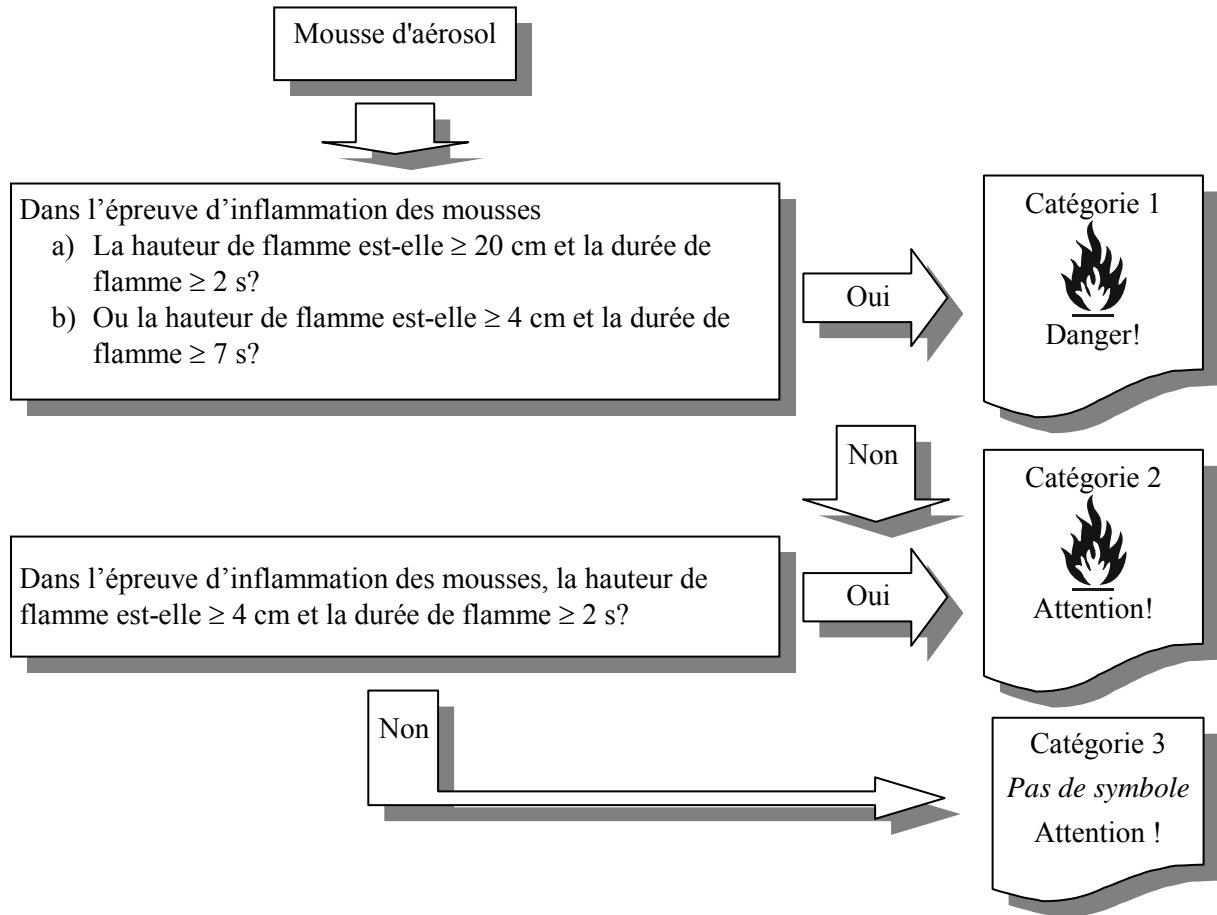 Mousse d'aérosol
Dans l’épreuve d’inflammation des mousses
a) La hauteur de flamme est-elle ≥ 20 cm et la durée de
flamme ≥ 2 s?
b) Ou la hauteur de flamme est-elle ≥ 4 cm et la durée de
flamme ≥ 7 s?
Oui
Catégorie 1
Danger!
Non
Dans l’épreuve d’inflammation des mousses, la hauteur de
flamme est-elle ≥ 4 cm et la durée de flamme ≥ 2 s?
Oui
Catégorie 2
Attention!
Non
Catégorie 3
Pas de symbole
Attention !